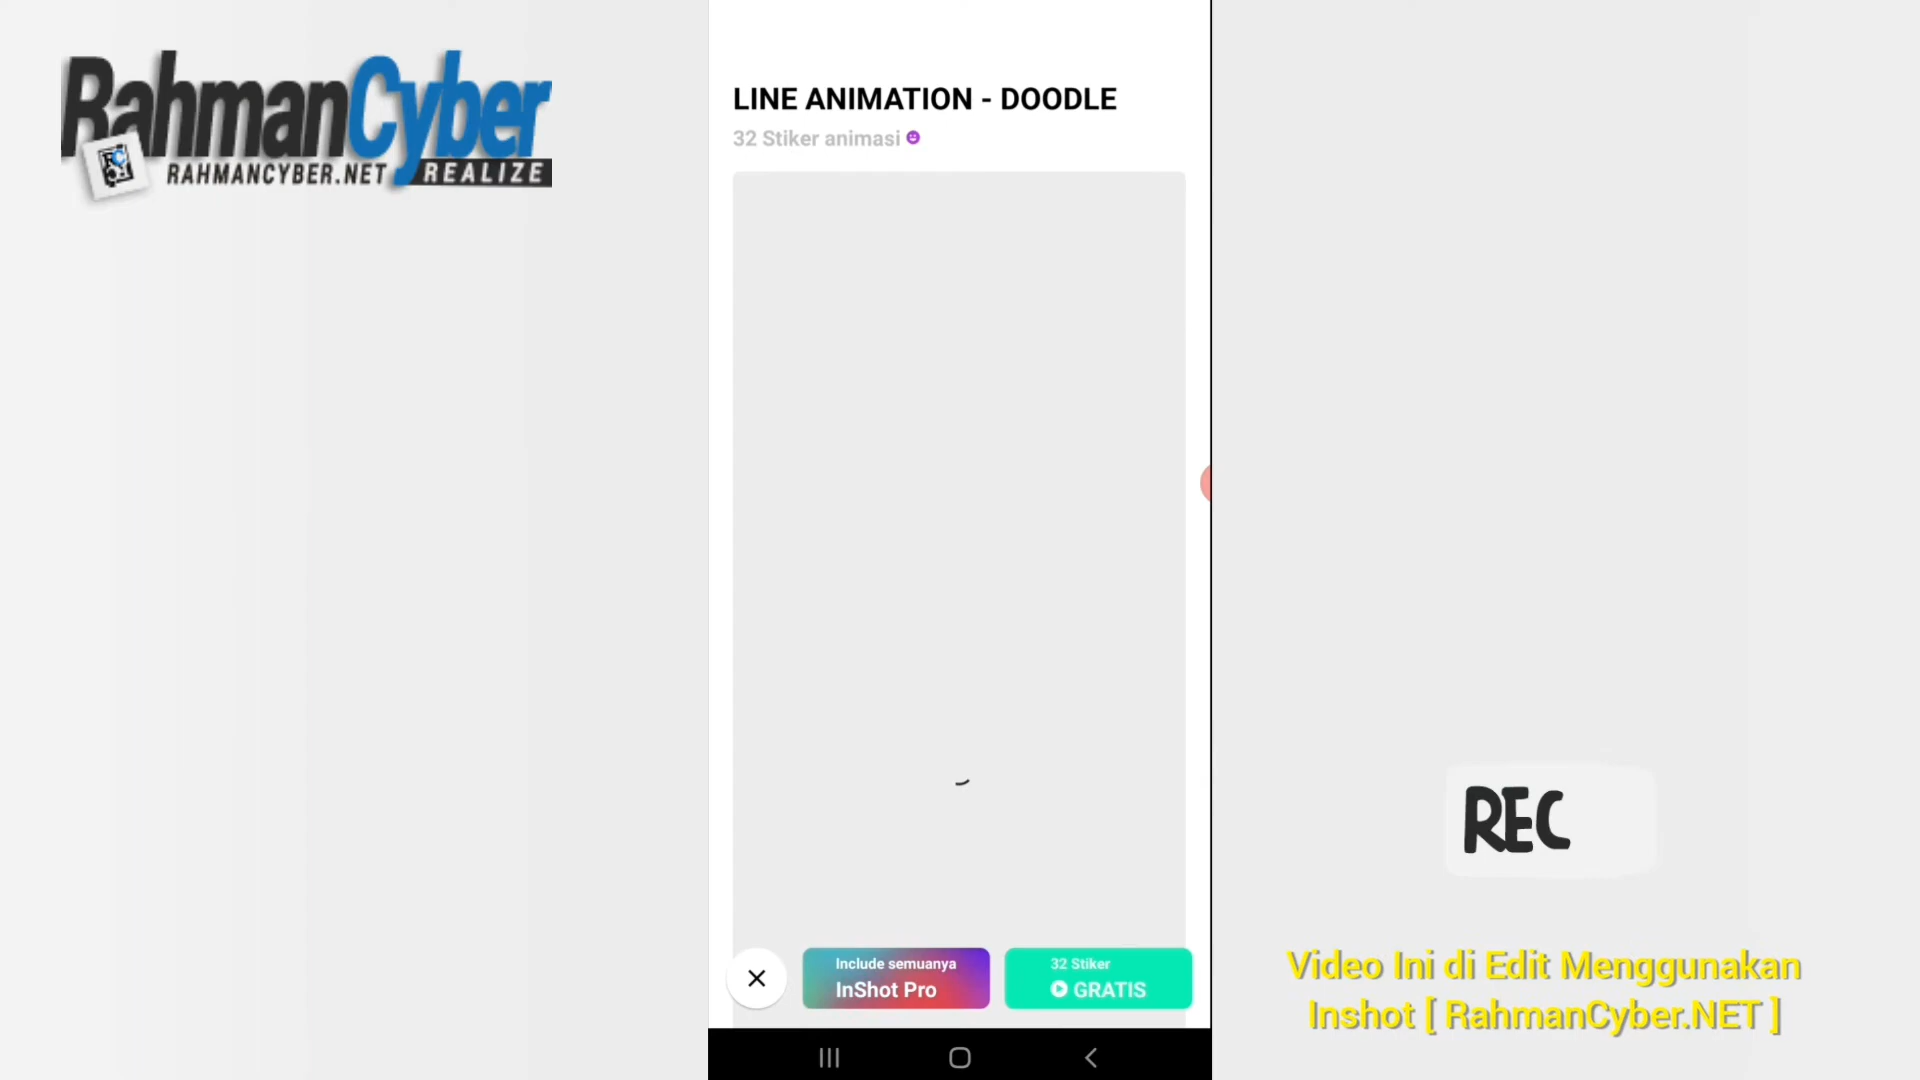 RahmanCyber
RAHMANCYBER.NET REALIZE
LINE ANIMATION - DOODLE
32 Stiker animasi
Include semuanya
InShot Pro
32 Stiker
GRATIS
REC
Video Ini di Edit Menggunakan
Inshot [ RahmanCyber.NET ]